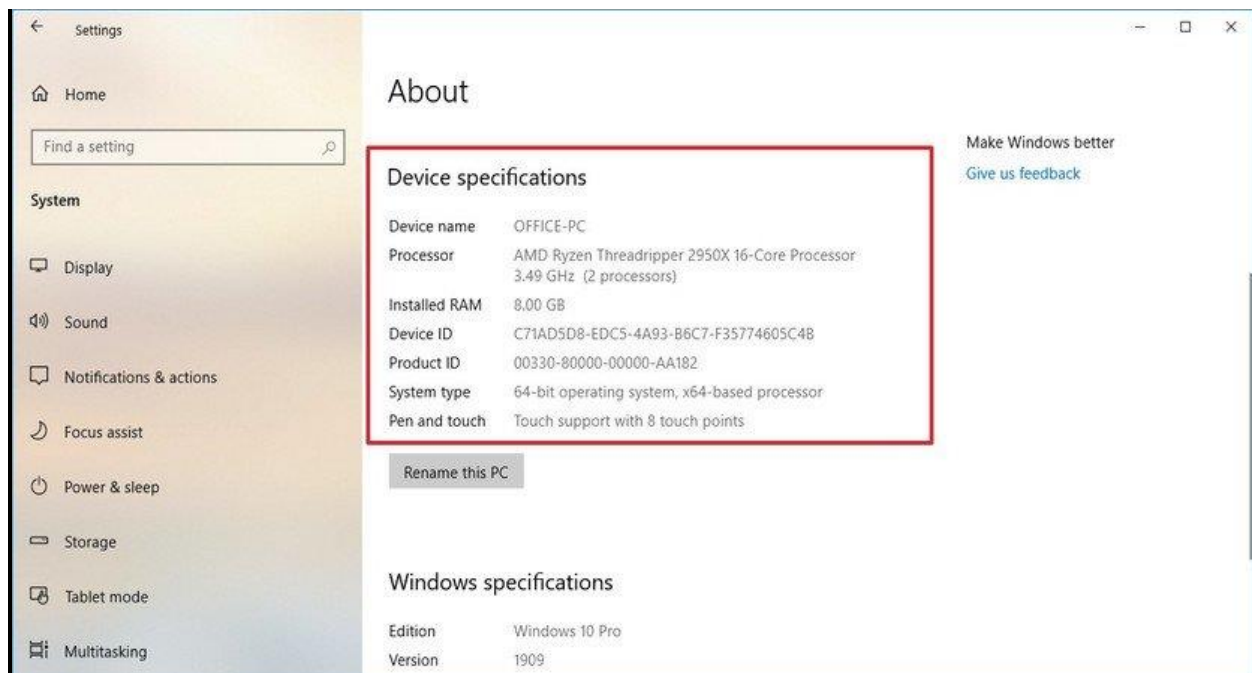 Settings
Home
Find a setting
System
Display
Sound
Notifications & actions
Focus assist
Power & sleep
Storage
Tablet mode
Multitasking
About
Device specifications
Device name OFFICE-PC
Processor AMD Ryzen Threadripper 2950X 16-Core Processor
3.49 GHz (2 processors)
Installed RAM 8.00 GB
Device ID C71AD5D8-EDC5-4A93-B6C7-F35774605C4B
Product ID 00330-80000-00000-AA182
System type 64-bit operating system, x64-based processor
Pen and touch Touch support with 8 touch points
Rename this PC
Windows specifications
Edition Windows 10 Pro
Version 1909
Make Windows better
Give us feedback